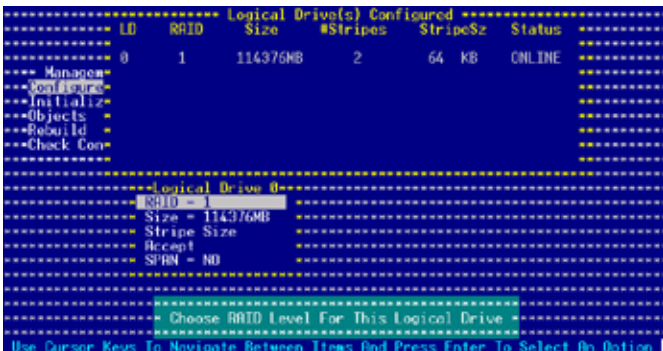 Logical Drive(s) Configured
LD RAID Size #Stripes StripeSz Status
0 1 114376MB 2 64 KB ONLINE
Managem
Configure
Initializ
Objects
Rebuild
Check Con
Logical Drive 0
RAID = 1
Size = 114376MB
Stripe Size
Accept
SPAN = NO
Choose RAID Level For This Logical Drive
Use Cursor Keys To Navigate Between Items And Press Enter To Select An Option